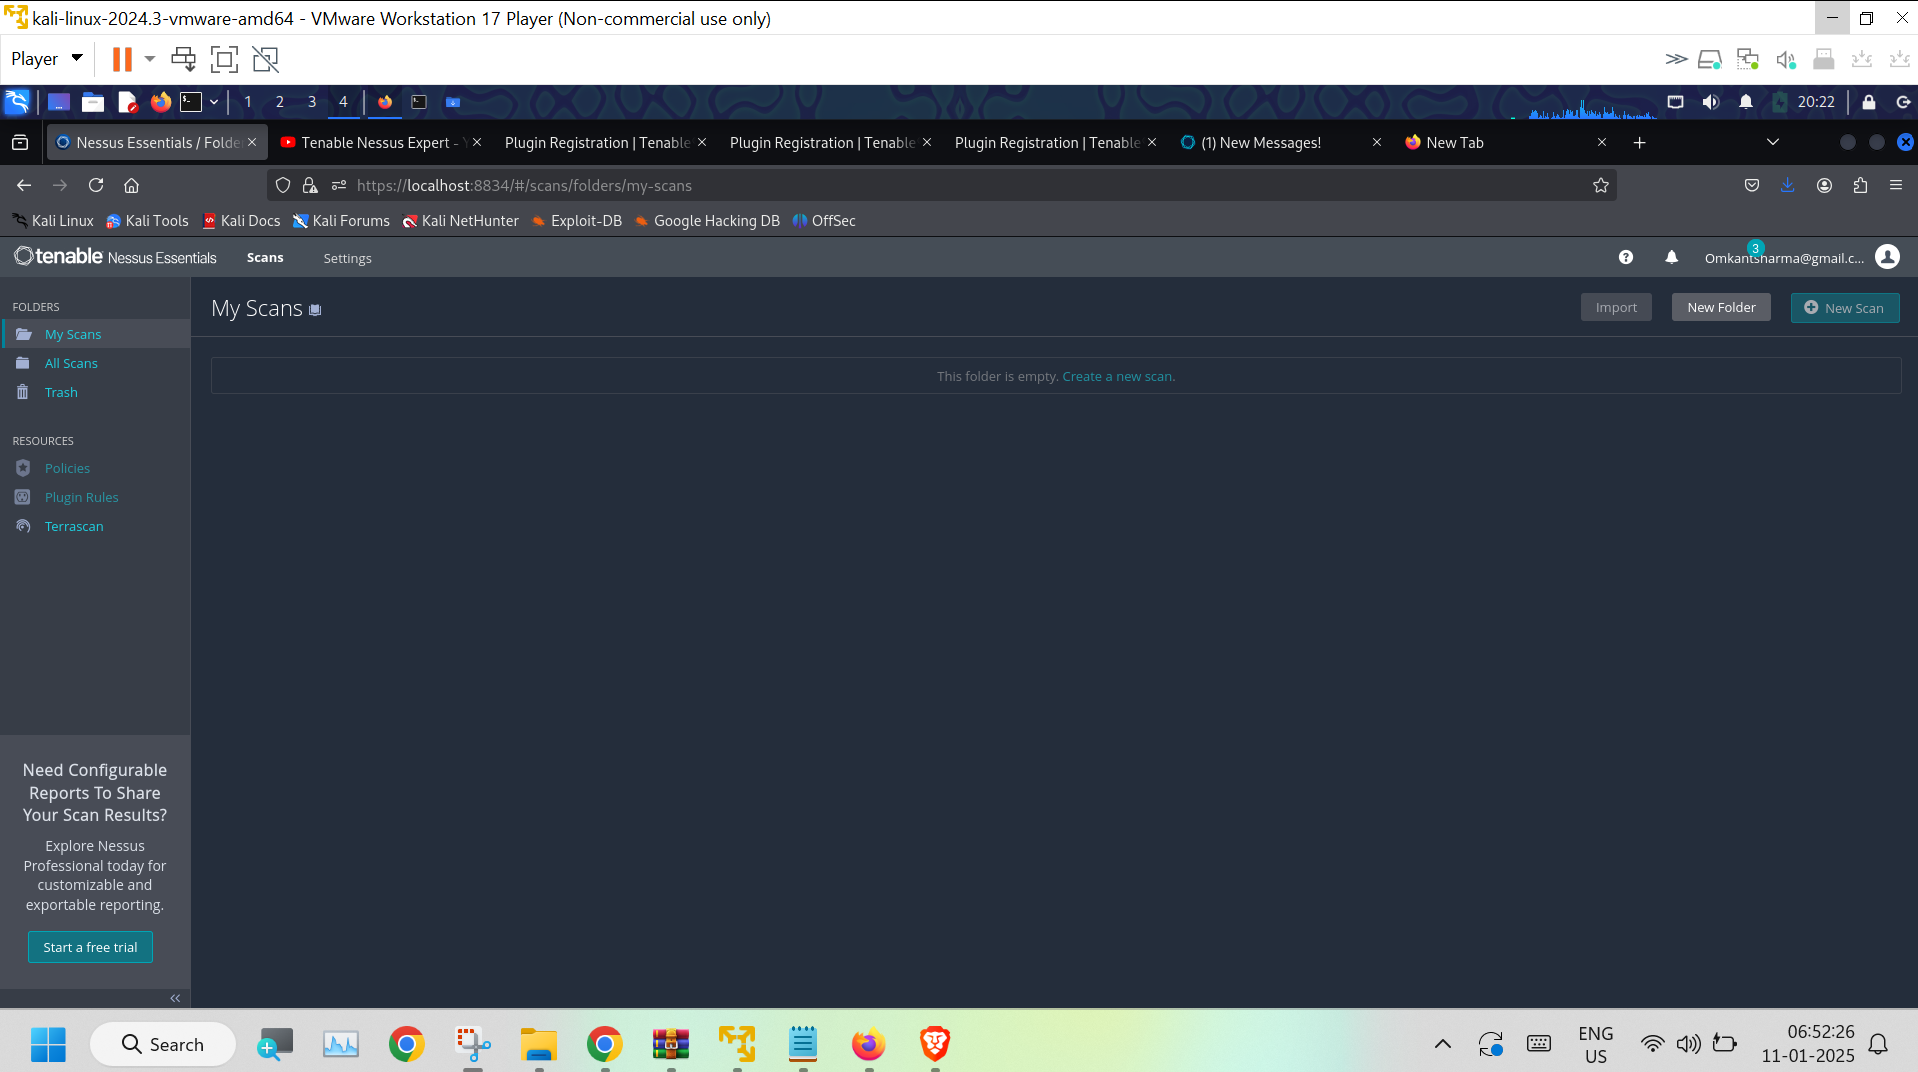 kali-linux-2024.3-vmware-amd64 - VMware Workstation 17 Player (Non-commercial use only)
Player
1 2 3 4 20:22
Nessus Essentials / Folde Tenable Nessus Expert - Plugin Registration | Tenable Plugin Registration | Tenable Plugin Registration | Tenable (1) New Messages! New Tab
https://localhost:8834/#/scans/folders/my-scans
Kali Linux Kali Tools Kali Docs Kali Forums Kali NetHunter Exploit-DB Google Hacking DB OffSec
tenable Nessus Essentials Scans Settings 3 Omkantsharma@gmail.c...
FOLDERS
My Scans
All Scans
Trash
RESOURCES
Policies
Plugin Rules
Terrascan
My Scans Import New Folder New Scan
This folder is empty. Create a new scan.
Need Configurable
Reports To Share
Your Scan Results?
Explore Nessus
Professional today for
customizable and
exportable reporting.
Start a free trial
Search ENG
US
06:52:26
11-01-2025